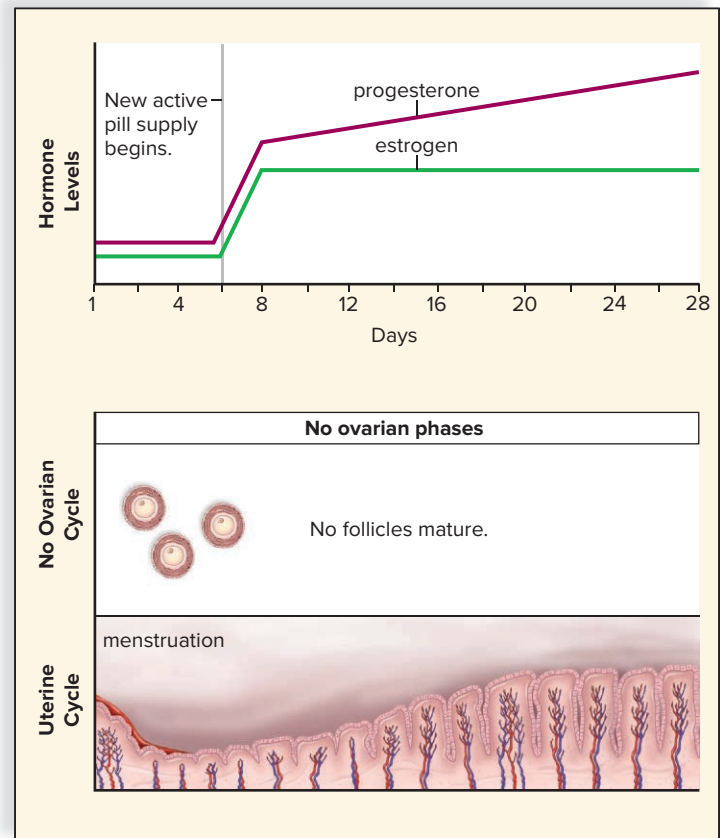 Hormone
Levels
New active
pill supply
begins.
progesterone
estrogen
1 4 8 12 16 20 24 28
Days
No Ovarian
Cycle
No ovarian phases
No follicles mature.
Uterine
Cycle
menstruation